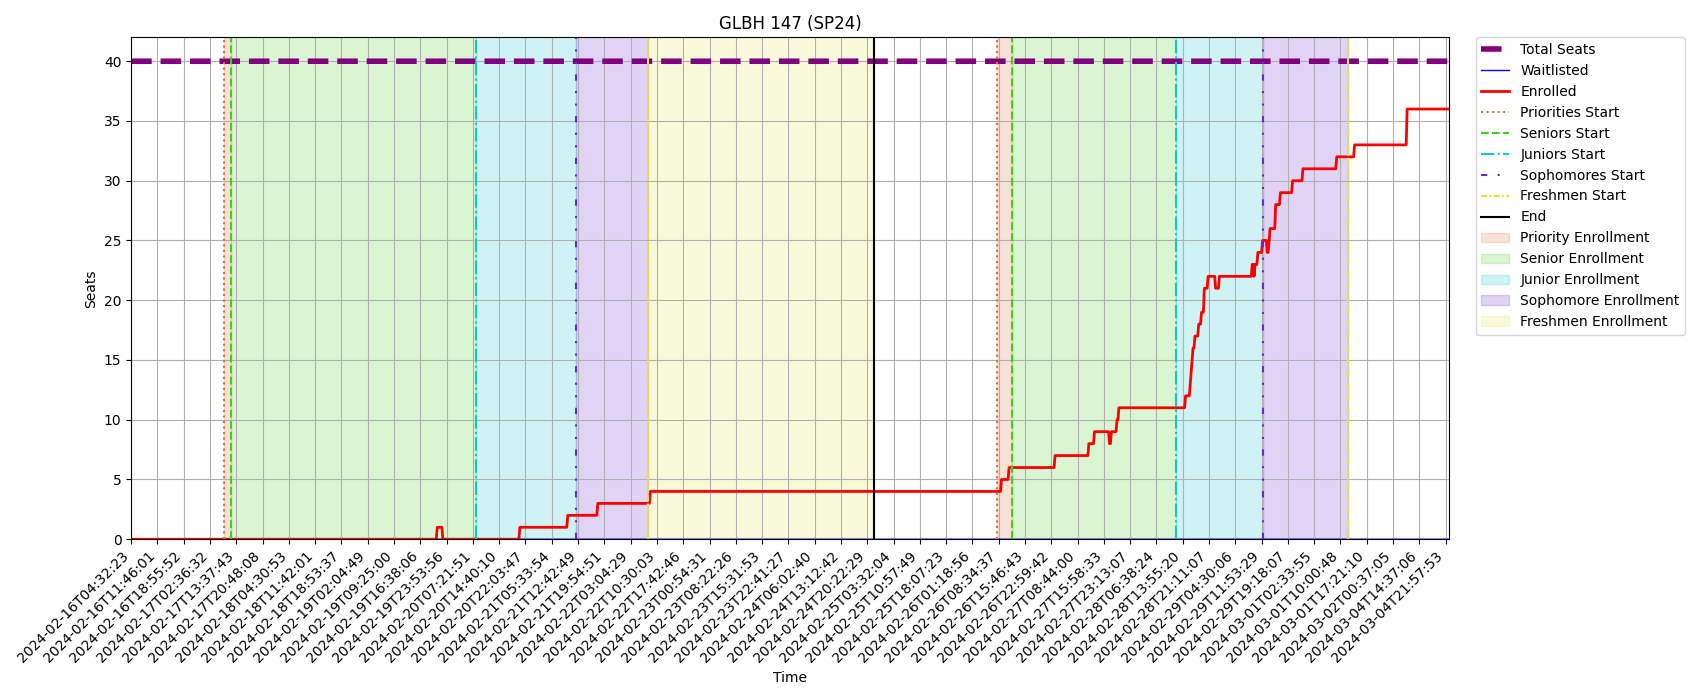 GLBH 147 (SP24)
Seats
40
35
30
25
20
15
10
5
0
2024-02-16T04:32:23
2024-02-16T11:46:01
2024-02-16T18:55:52
2024-02-17T02:36:32
2024-02-17T13:37:43
2024-02-17T20:48:08
2024-02-18T04:30:53
2024-02-18T11:42:01
2024-02-18T18:53:37
2024-02-19T02:04:49
2024-02-19T09:25:00
2024-02-19T16:38:06
2024-02-19T23:53:56
2024-02-20T07:21:51
2024-02-20T14:40:10
2024-02-20T22:03:47
2024-02-21T05:33:54
2024-02-21T12:42:49
2024-02-21T19:54:51
2024-02-22T03:04:29
2024-02-22T10:30:03
2024-02-22T17:42:46
2024-02-23T00:54:31
2024-02-23T08:22:26
2024-02-23T15:31:53
2024-02-23T22:41:27
2024-02-24T06:02:40
2024-02-24T13:12:42
2024-02-24T20:22:29
2024-02-25T03:32:04
2024-02-25T10:57:49
2024-02-25T18:07:23
2024-02-26T01:18:56
2024-02-26T08:34:37
2024-02-26T15:46:43
2024-02-26T22:59:42
2024-02-27T08:44:00
2024-02-27T15:58:33
2024-02-27T23:13:07
2024-02-28T06:38:24
2024-02-28T13:55:20
2024-02-28T21:11:07
2024-02-29T04:30:06
2024-02-29T11:53:29
2024-02-29T19:18:07
2024-03-01T02:33:55
2024-03-01T10:00:48
2024-03-01T17:21:10
2024-03-02T00:37:05
2024-03-04T14:37:06
2024-03-04T21:57:53
Time
Total Seats
Waitlisted
Enrolled
Priorities Start
Seniors Start
Juniors Start
Sophomores Start
Freshmen Start
End
Priority Enrollment
Senior Enrollment
Junior Enrollment
Sophomore Enrollment
Freshmen Enrollment